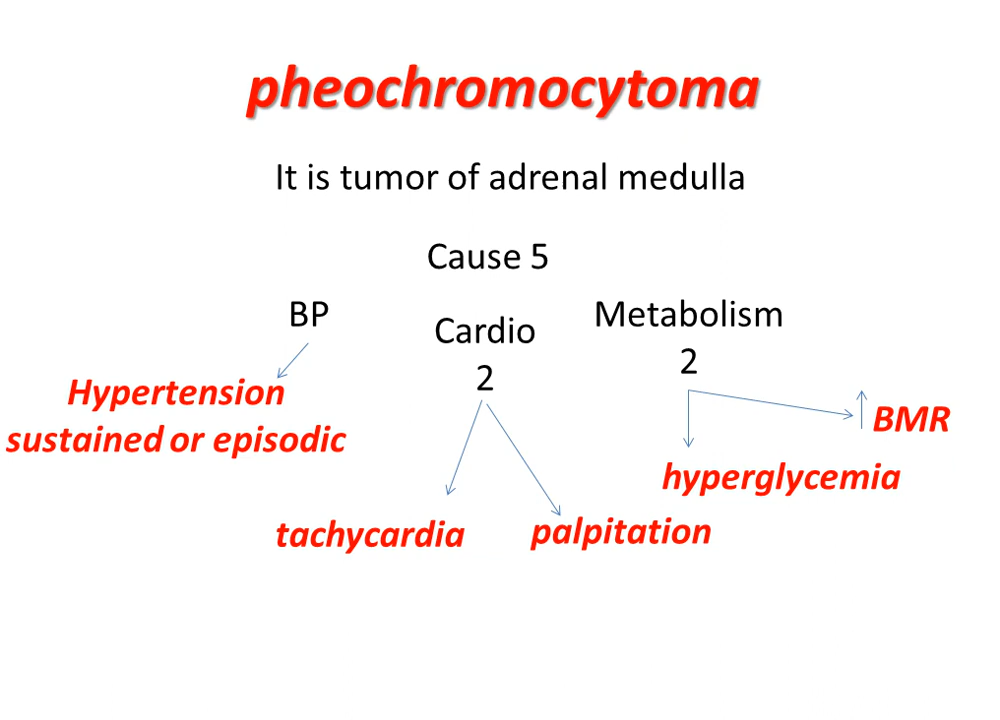 pheochromocytoma
It is tumor of adrenal medulla
Cause 5
BP
Cardio
2
Metabolism
2
Hypertension
sustained or episodic
tachycardia
palpitation
hyperglycemia
BMR